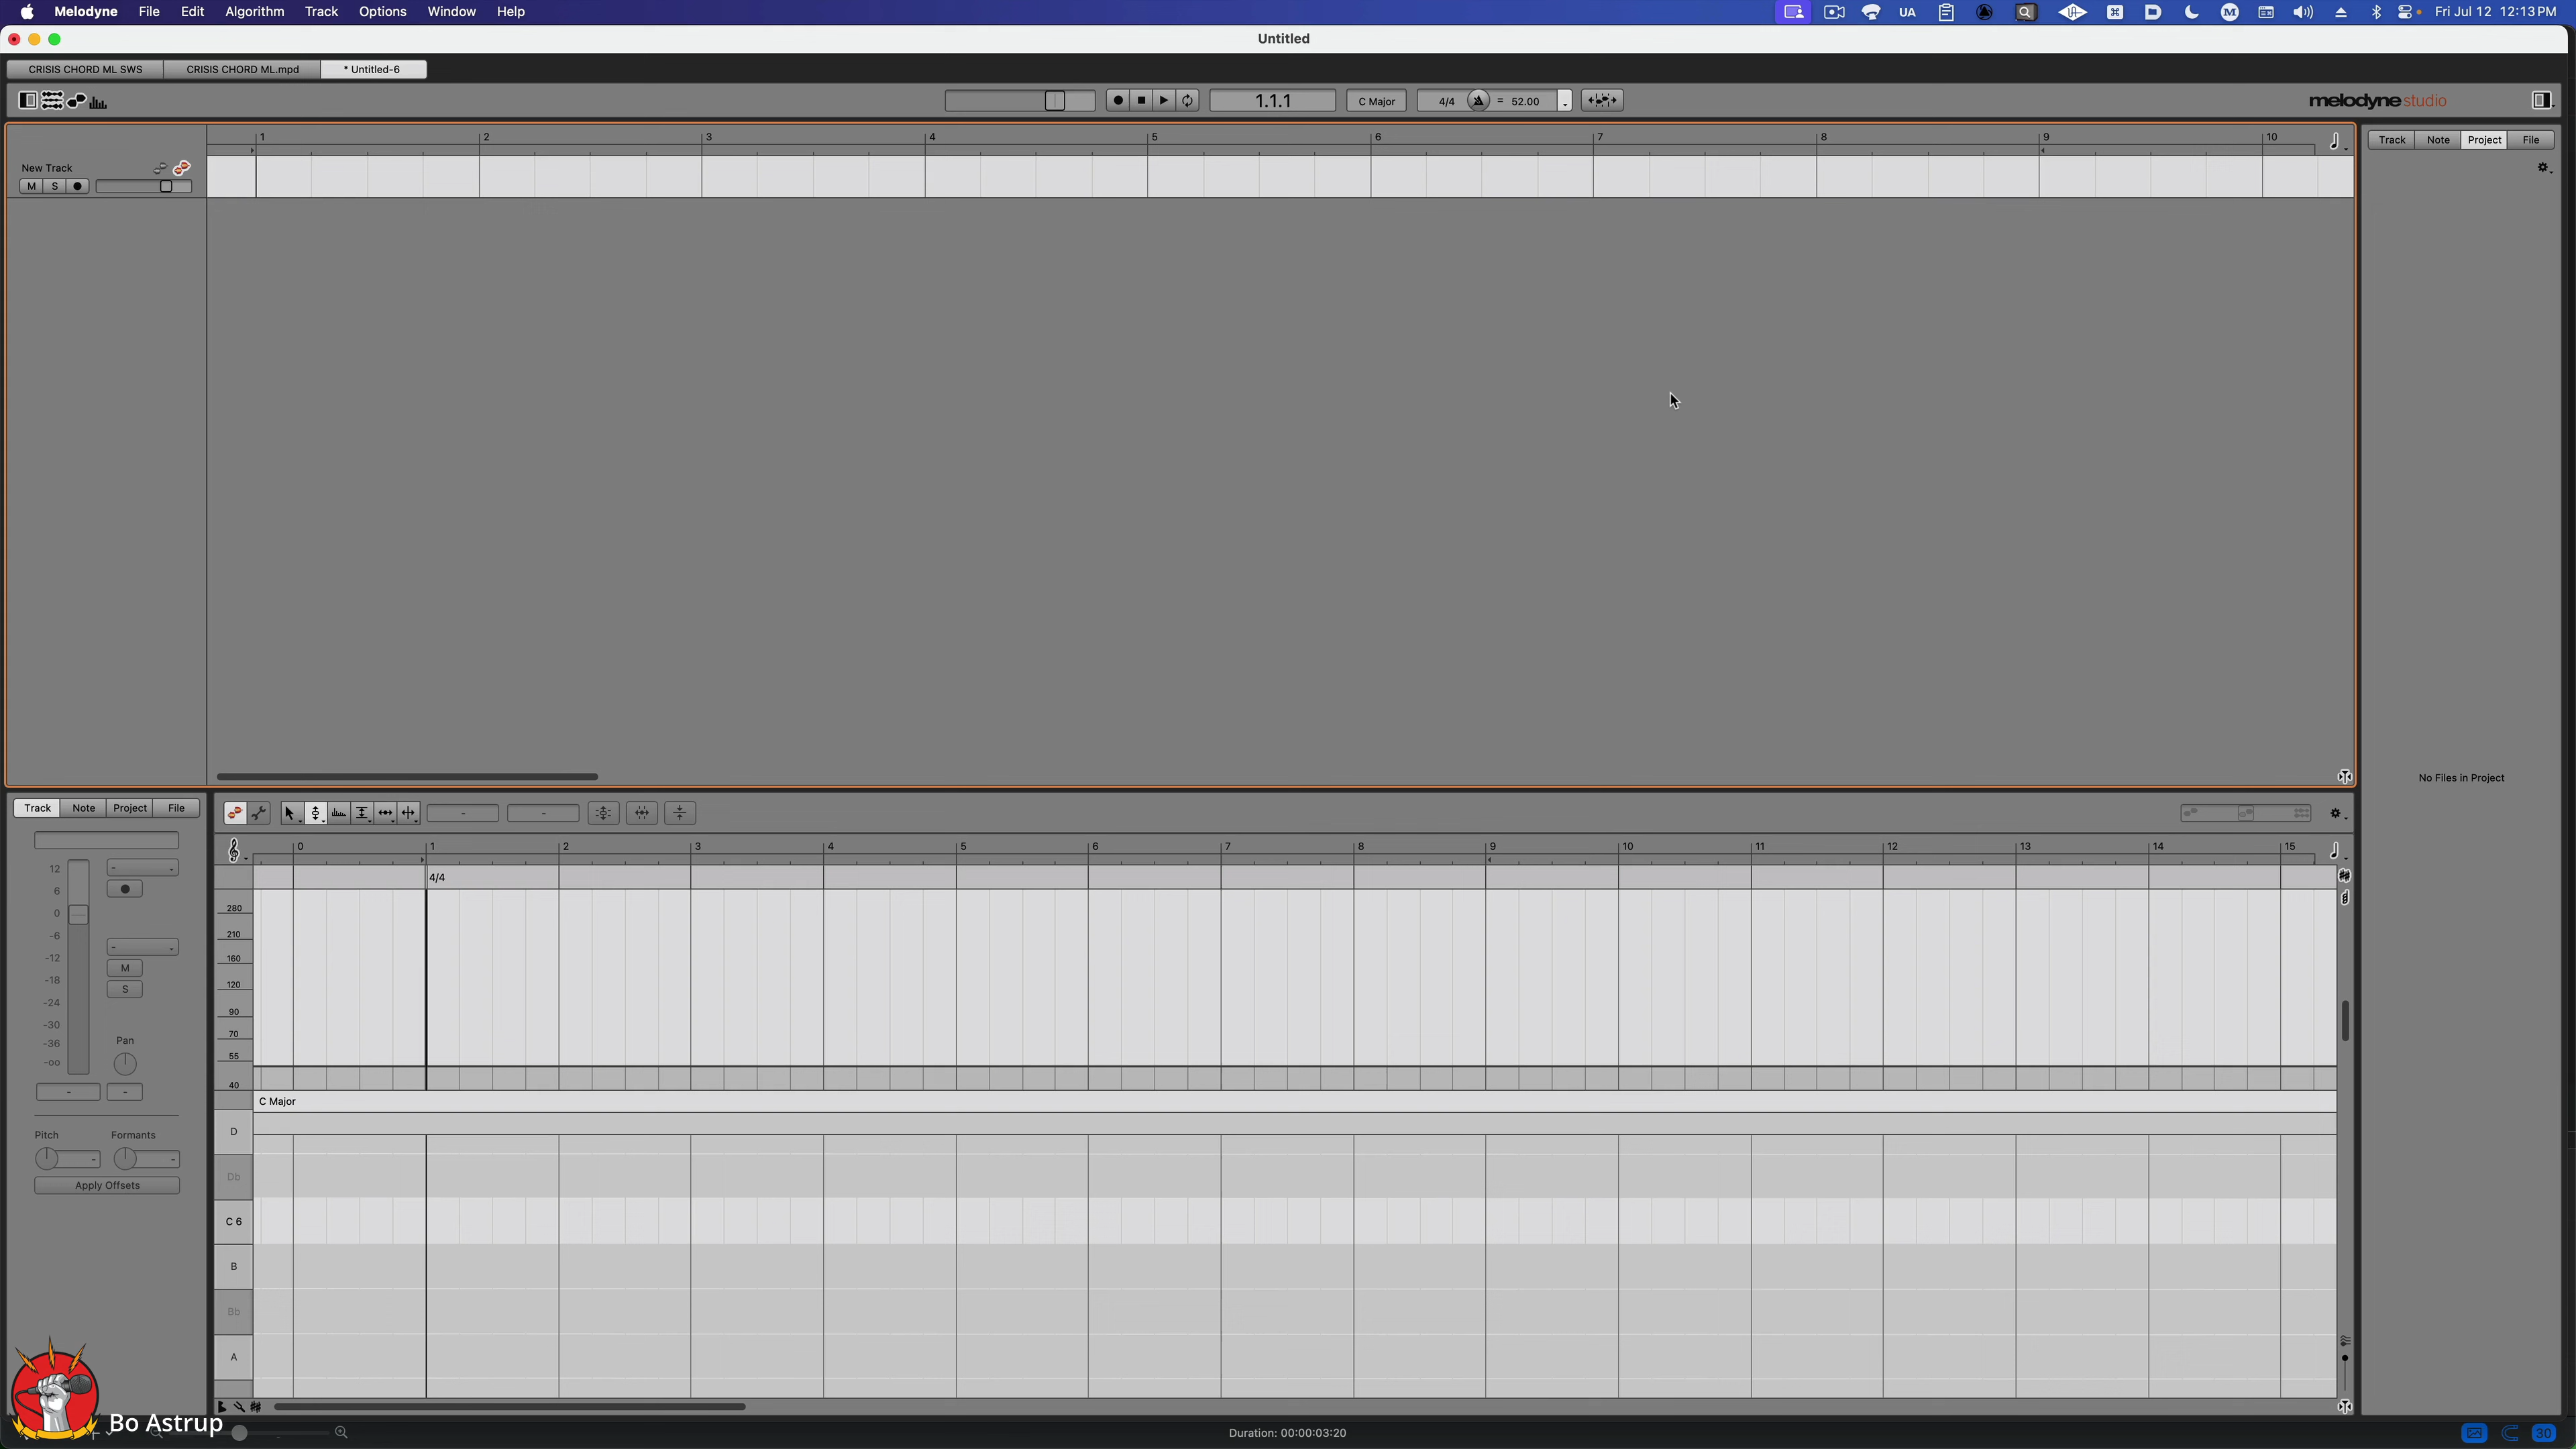 Melodyne File Edit Algorithm Track Options Window Help UA Fri Jul 12 12:13 PM
Untitled
CRISIS CHORD ML SWS CRISIS CHORD ML.mpd * Untitled-6
1.1.1 C Major 4/4 = 52.00 melodyne studio
1 2 3 4 5 6 7 8 9 10
Track Note Project File
New Track
M S
No Files in Project
Track Note Project File
- -
0 1 2 3 4 5 6 7 8 9 10 11 12 13 14 15
4/4
12
6
0
-6
-12
-18
-24
-30
-36
-oo
-
-
M
S
Pan
- -
Pitch Formants
- -
Apply Offsets
280
210
160
120
90
70
55
40
C Major
D
Db
C 6
B
Bb
A
Bo Astrup
Duration: 00:00:03:20
30